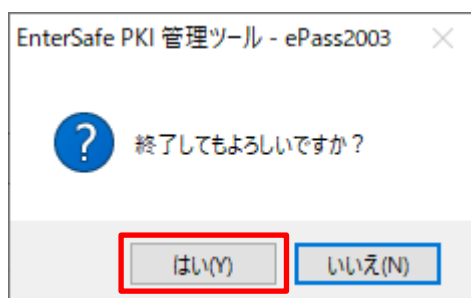 EnterSafe PKI 管理ツール - ePass2003
終了してもよろしいですか？
はい(Y) いいえ(N)